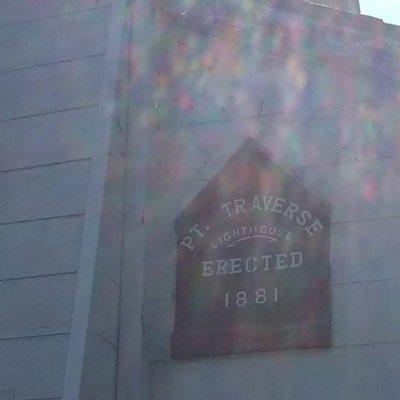 PT. TRAVERSE
LIGHTHOUSE
ERECTED
1881